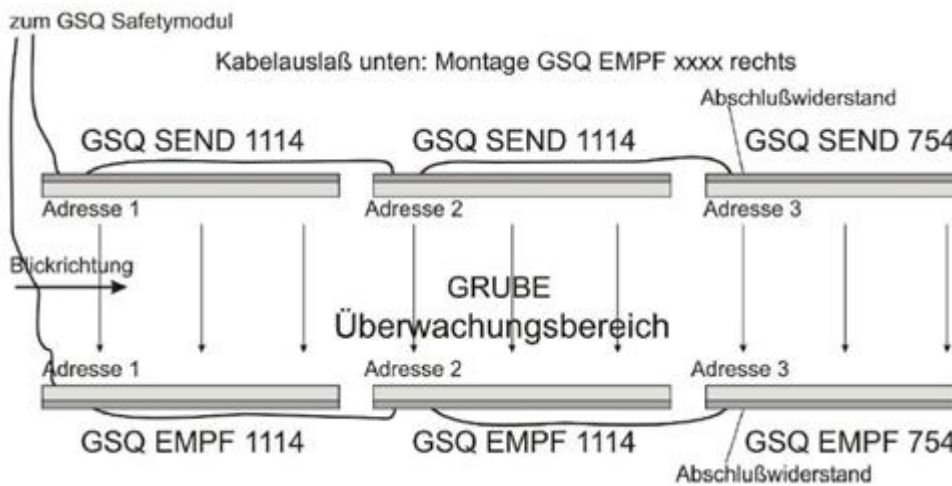 zum GSQ Safetymodul
Kabelauslaß unten: Montage GSQ EMPF xxxx rechts
Abschlußwiderstand
GSQ SEND 1114
GSQ SEND 1114
GSQ SEND 754
Adresse 1
Adresse 2
Adresse 3
Blickrichtung
GRUBE
Überwachungsbereich
Adresse 1
Adresse 2
Adresse 3
GSQ EMPF 1114
GSQ EMPF 1114
GSQ EMPF 754
Abschlußwiderstand